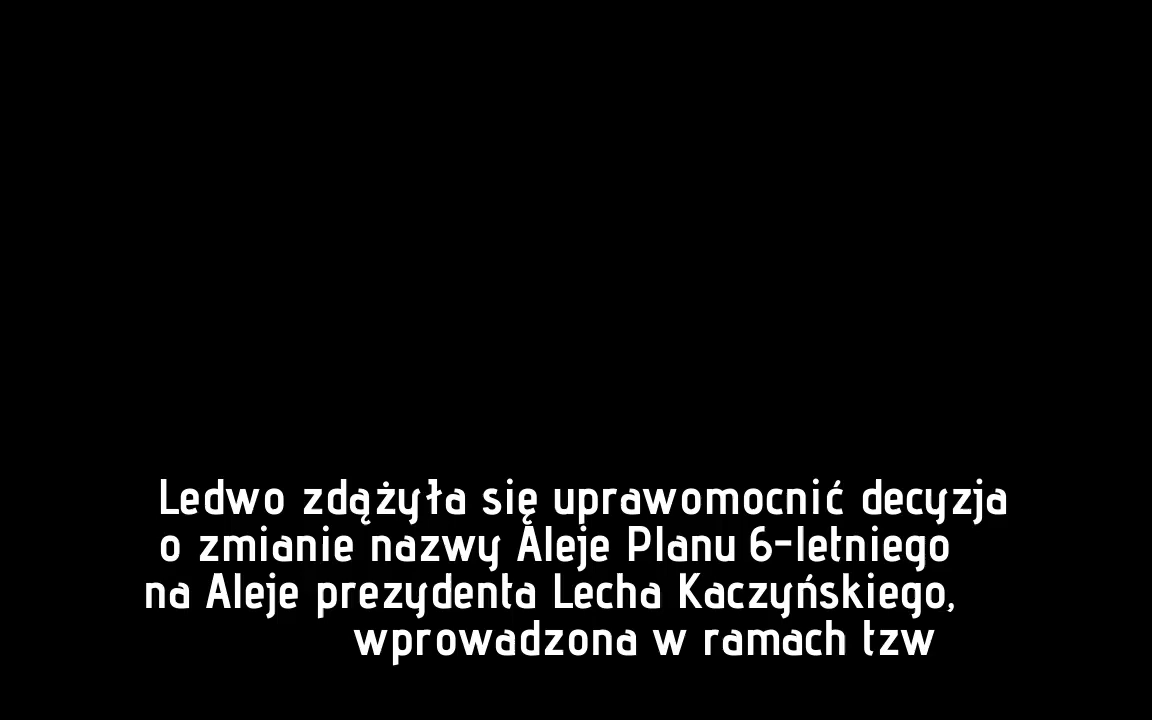 Ledwo zdążyła się uprawomocnić decyzja
o zmianie nazwy Aleje Planu 6-letniego
na Aleje prezydenta Lecha Kaczyńskiego,
wprowadzona w ramach tzw